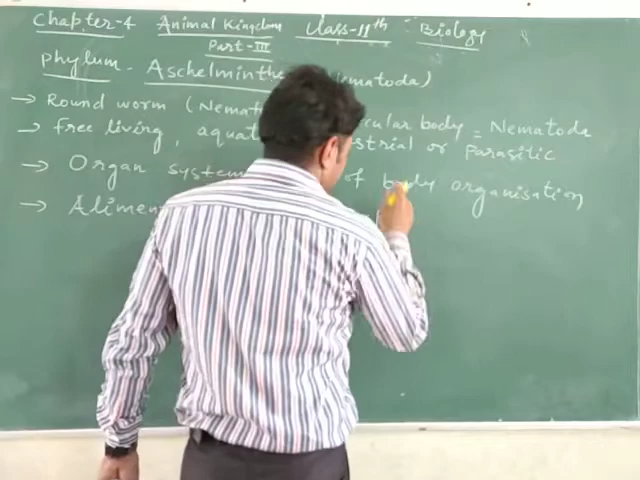 Chapter-4 Animal Kingdom Class-11th Biology
Part-III
Phylum- Aschelminthe Nematoda)
→ Round worm (Nemat cular body = Nematoda
→ Free living, aquat strial or Parasitic
→ Organ system of body organisation
→ Alimen